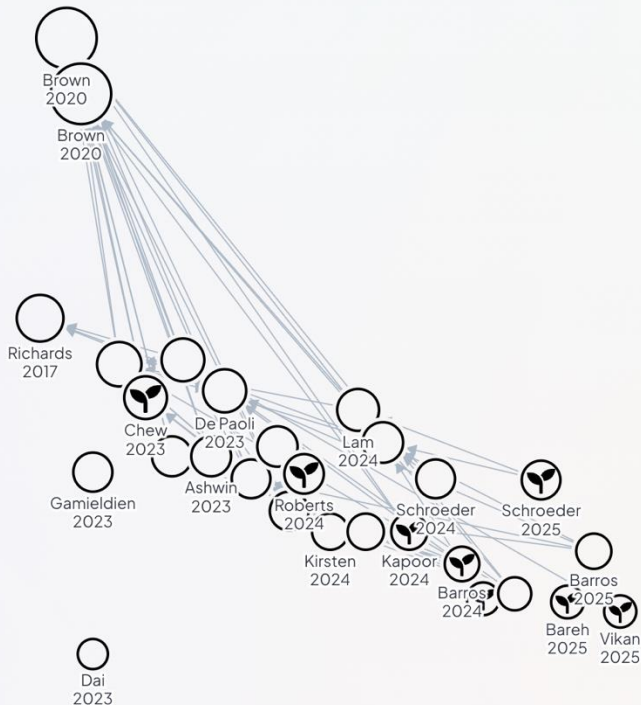 Brown
2020
Brown
2020
Richards
2017
Chew
2023
De Paoli
2023
Lam
2024
Gamieldien
2023
Ashwin
2023
Roberts
2024
Schroeder
2024
Schroeder
2025
Kirsten
2024
Kapoor
2024
Barros
2024
Barros
2025
Bareh
2025
Vikan
2025
Dai
2023